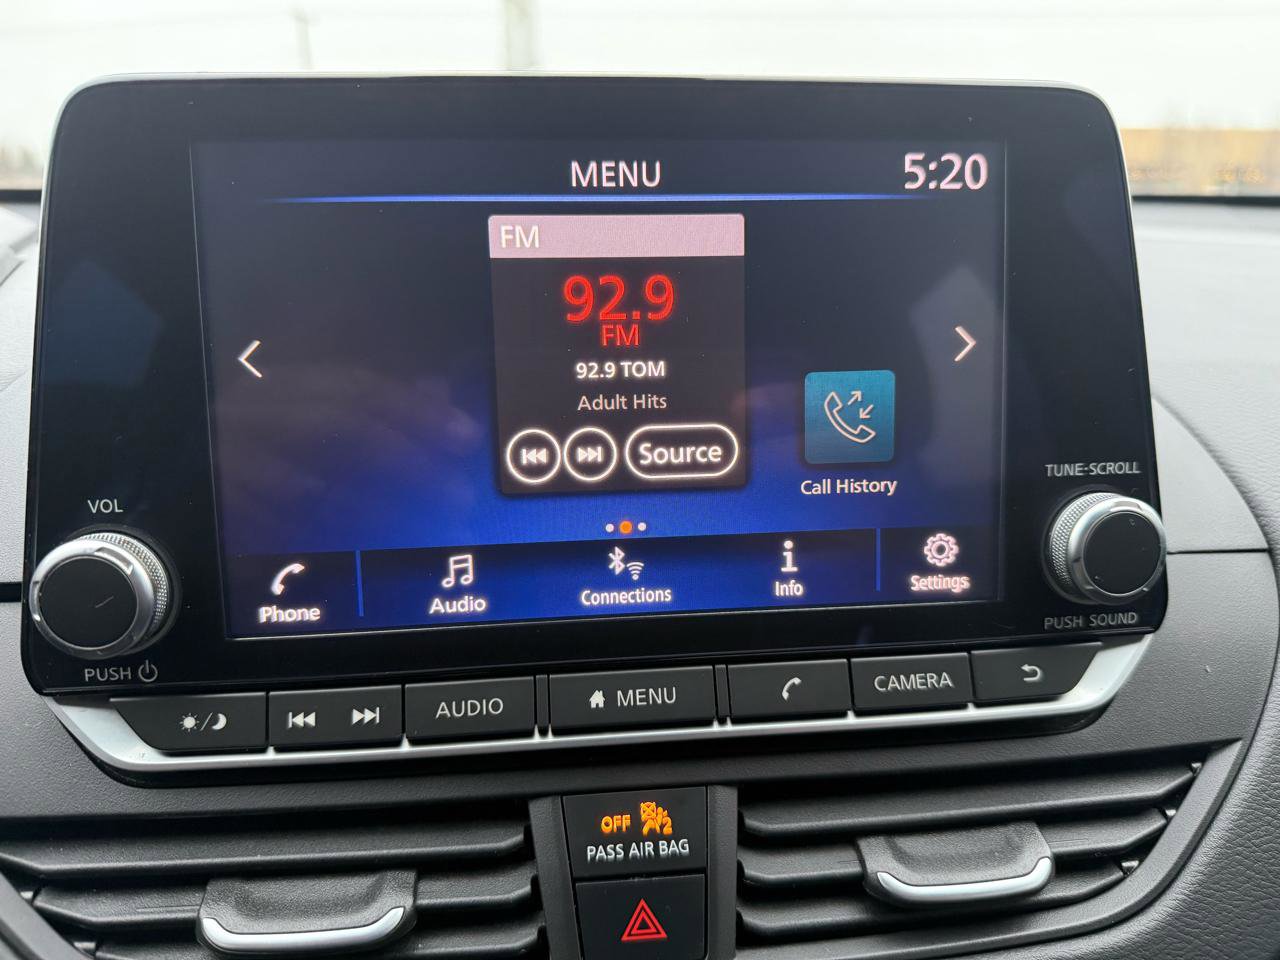 MENU
5:20
FM
92.9
FM
92.9 TOM
Adult Hits
Source
Call History
Phone
Audio
Connections
Info
Settings
VOL
PUSH
TUNE·SCROLL
PUSH SOUND
AUDIO
MENU
CAMERA
OFF 2
PASS AIR BAG